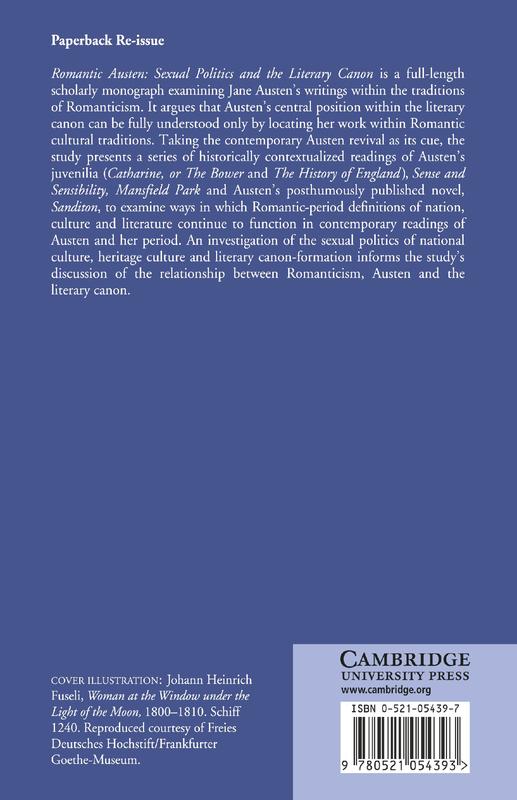 Paperback Re-issue
Romantic Austen: Sexual Politics and the Literary Canon is a full-length
scholarly monograph examining Jane Austen's writings within the traditions
of Romanticism. It argues that Austen's central position within the literary
canon can be fully understood only by locating her work within Romantic
cultural traditions. Taking the contemporary Austen revival as its cue, the
study presents a series of historically contextualized readings of Austen's
juvenilia (Catharine, or The Bower and The History of England), Sense and
Sensibility, Mansfield Park and Austen's posthumously published novel,
Sanditon, to examine ways in which Romantic-period definitions of nation,
culture and literature continue to function in contemporary readings of
Austen and her period. An investigation of the sexual politics of national
culture, heritage culture and literary canon-formation informs the study's
discussion of the relationship between Romanticism, Austen and the
literary canon.
COVER ILLUSTRATION: Johann Heinrich
Fuseli, Woman at the Window under the
Light of the Moon, 1800–1810. Schiff
1240. Reproduced courtesy of Freies
Deutsches Hochstift/Frankfurter
Goethe-Museum.
CAMBRIDGE
UNIVERSITY PRESS
www.cambridge.org
ISBN 0-521-05439-7
9 780521 054393 >